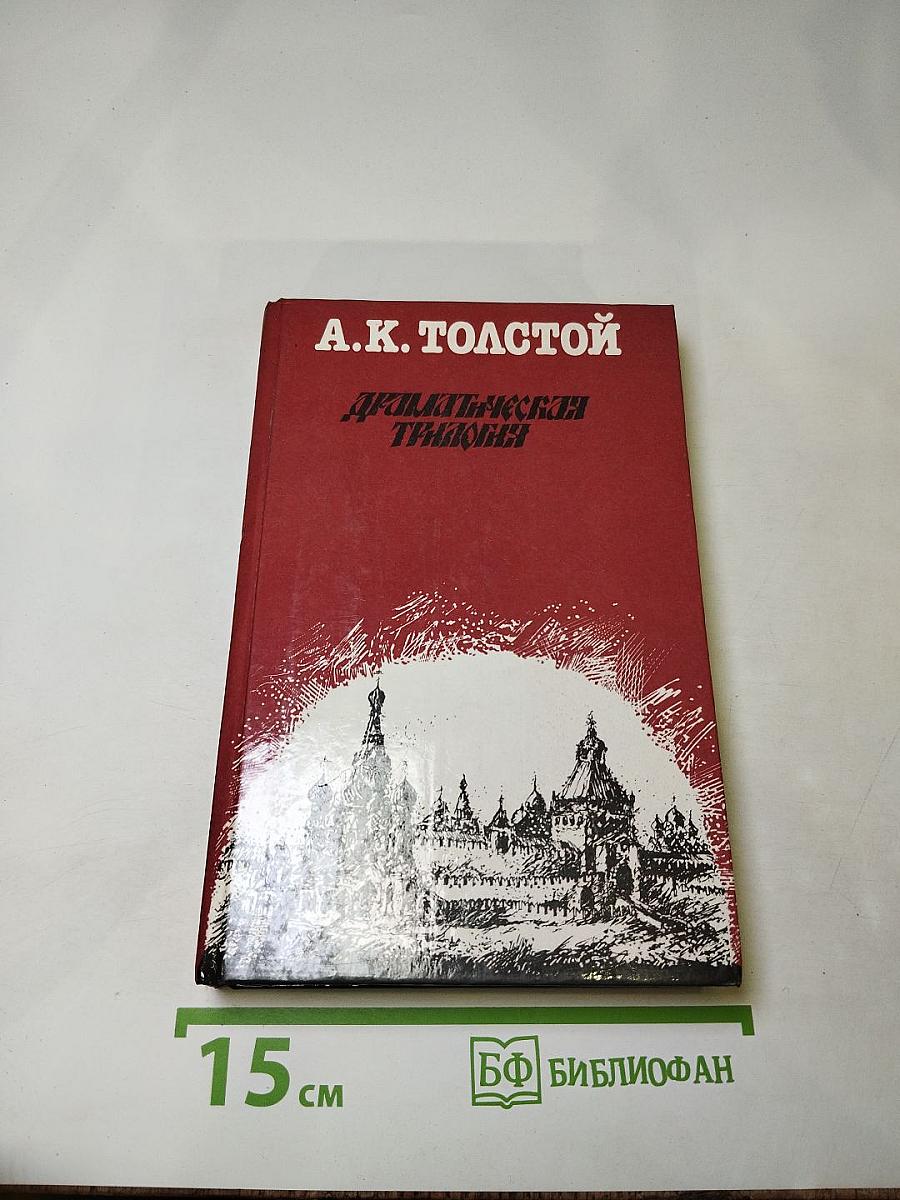 А.К. ТОЛСТОЙ
ДРАМАТИЧЕСКАЯ
ТРИЛОГИЯ
15 см
БФ БИБЛИОФАН